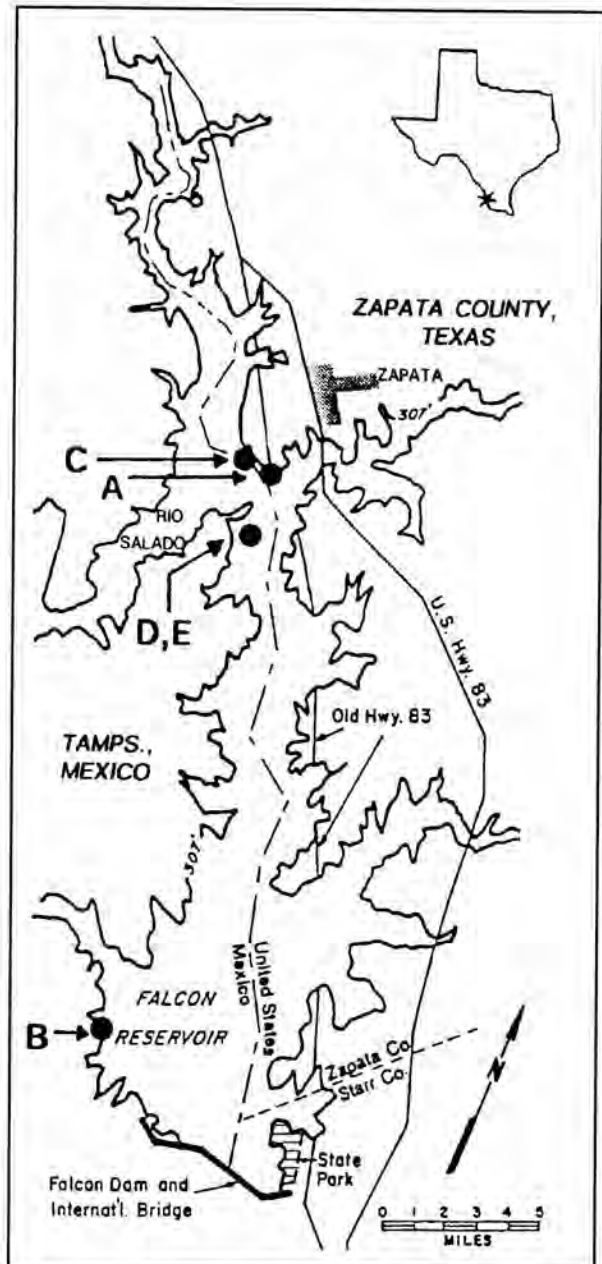 ZAPATA COUNTY,
TEXAS
ZAPATA
307'
C
A
RIO
SALADO
D,E
U.S. Hwy. 83
Old Hwy. 83
TAMPS.,
MEXICO
307'
United States
Mexico
FALCON
RESERVOIR
B
Zapata Co.
Starr Co.
N
State
Park
Falcon Dam and
Internat'l. Bridge
0 1 2 3 4 5
MILES